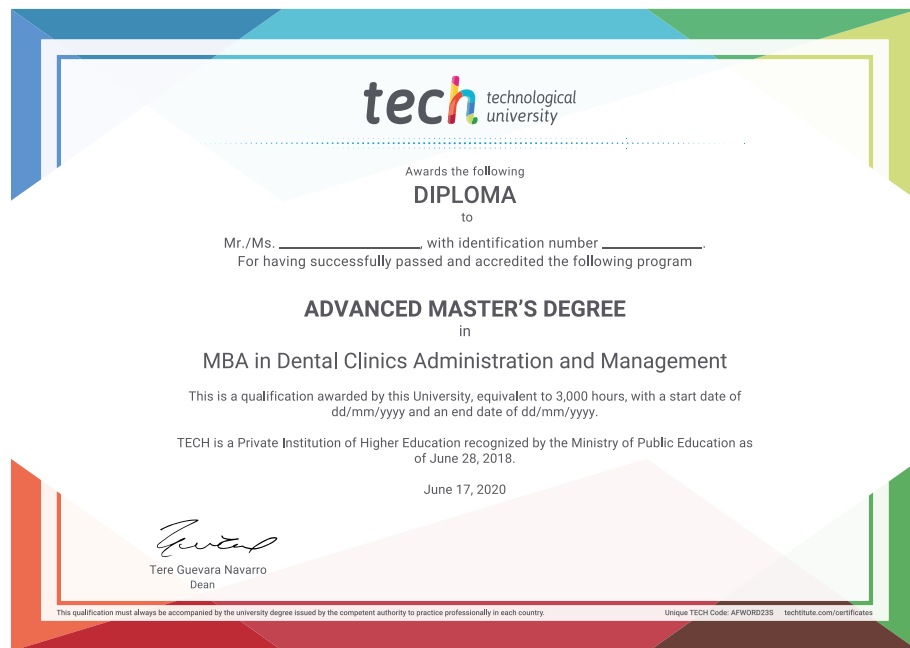 tech technological
university
Awards the following
DIPLOMA
to
Mr./Ms. ____________________, with identification number ______________.
For having successfully passed and accredited the following program
ADVANCED MASTER'S DEGREE
in
MBA in Dental Clinics Administration and Management
This is a qualification awarded by this University, equivalent to 3,000 hours, with a start date of
dd/mm/yyyy and an end date of dd/mm/yyyy.
TECH is a Private Institution of Higher Education recognized by the Ministry of Public Education as
of June 28, 2018.
June 17, 2020
Tere Guevara Navarro
Dean
This qualification must always be accompanied by the university degree issued by the competent authority to practice professionally in each country. Unique TECH Code: AFWORD23S techtitute.com/certificates